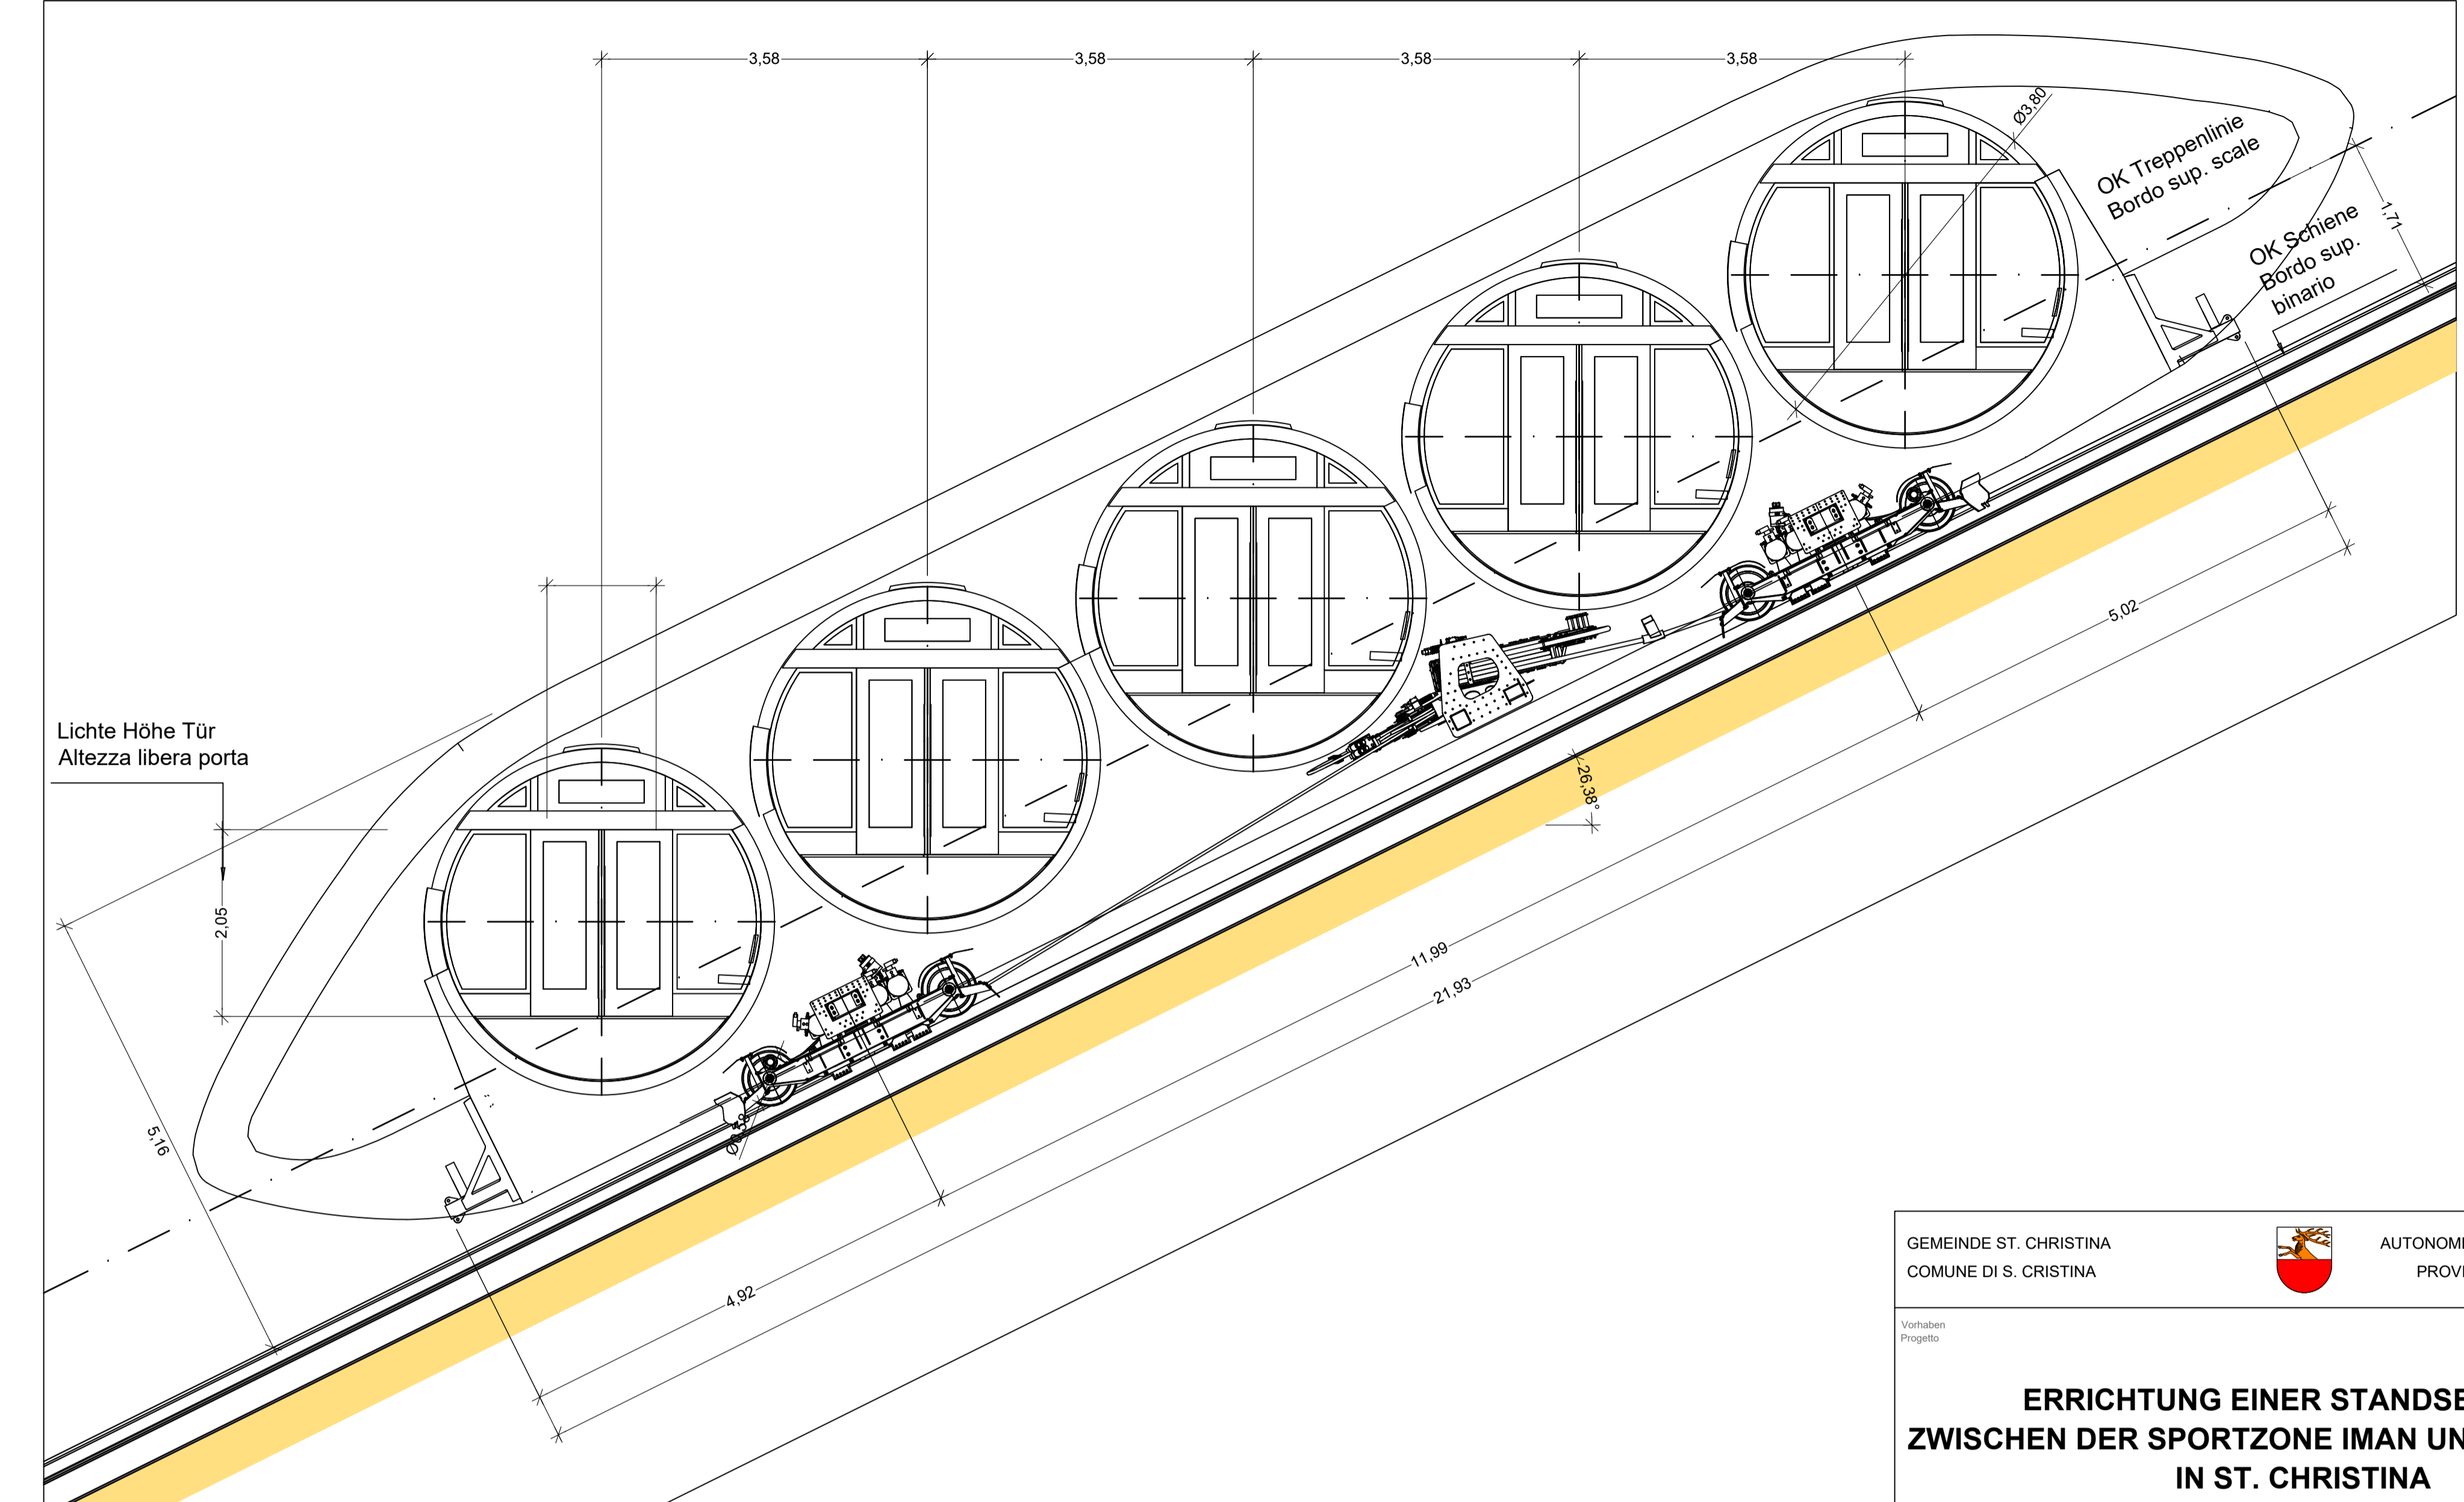 3,58
3,58
3,58
3,58
Ø3,80
OK Treppenlinie
Bordo sup. scale
1,71
OK Schiene
Bordo sup.
binario
5,02
Lichte Höhe Tür
Altezza libera porta
26,38°
2,05
11,99
21,93
5,16
4,92
GEMEINDE ST. CHRISTINA
COMUNE DI S. CRISTINA
AUTONOM
PROV
Vorhaben
Progetto
ERRICHTUNG EINER STANDSE
ZWISCHEN DER SPORTZONE IMAN UN
IN ST. CHRISTINA